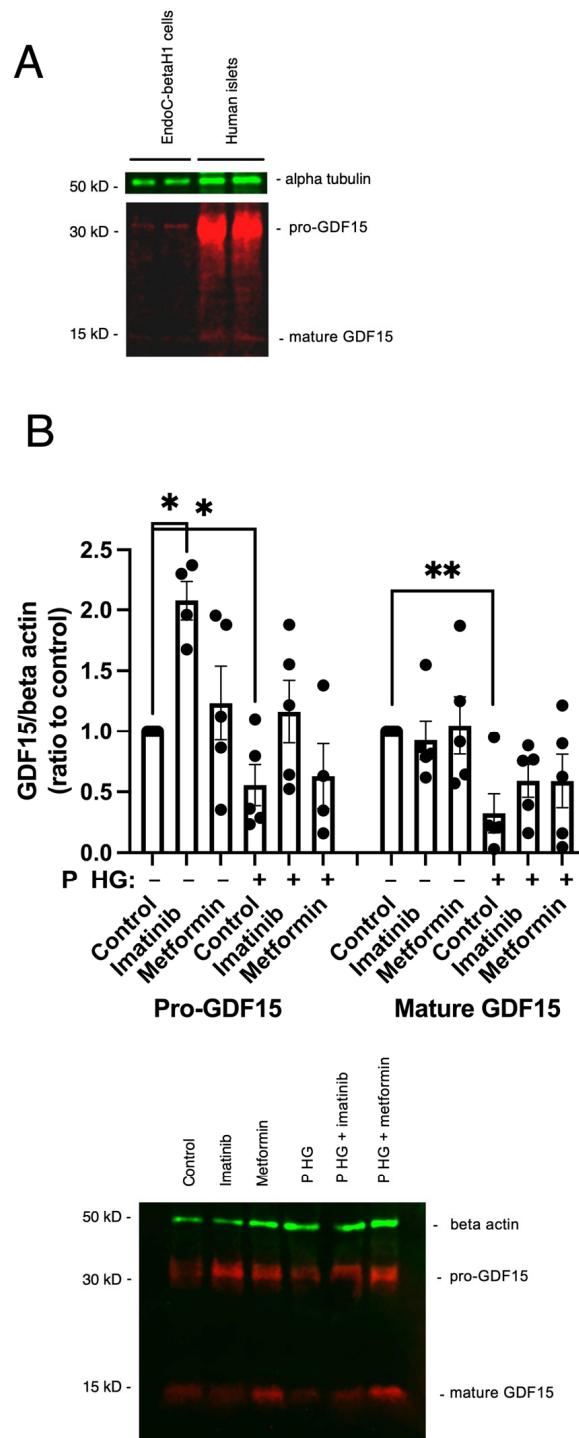 A
EndoC-betaH1 cells
Human islets
50 kD -
- alpha tubulin
30 kD -
- pro-GDF15
15 kD -
- mature GDF15
B
* *
**
GDF15/beta actin
(ratio to control)
2.5
2.0
1.5
1.0
0.5
0.0
P HG: − − − + + + − − − + + +
Control Imatinib Metformin Control Imatinib Metformin Control Imatinib Metformin Control Imatinib Metformin
Pro-GDF15 Mature GDF15
Control
Imatinib
Metformin
P HG
P HG + imatinib
P HG + metformin
50 kD -
- beta actin
30 kD -
- pro-GDF15
15 kD -
- mature GDF15